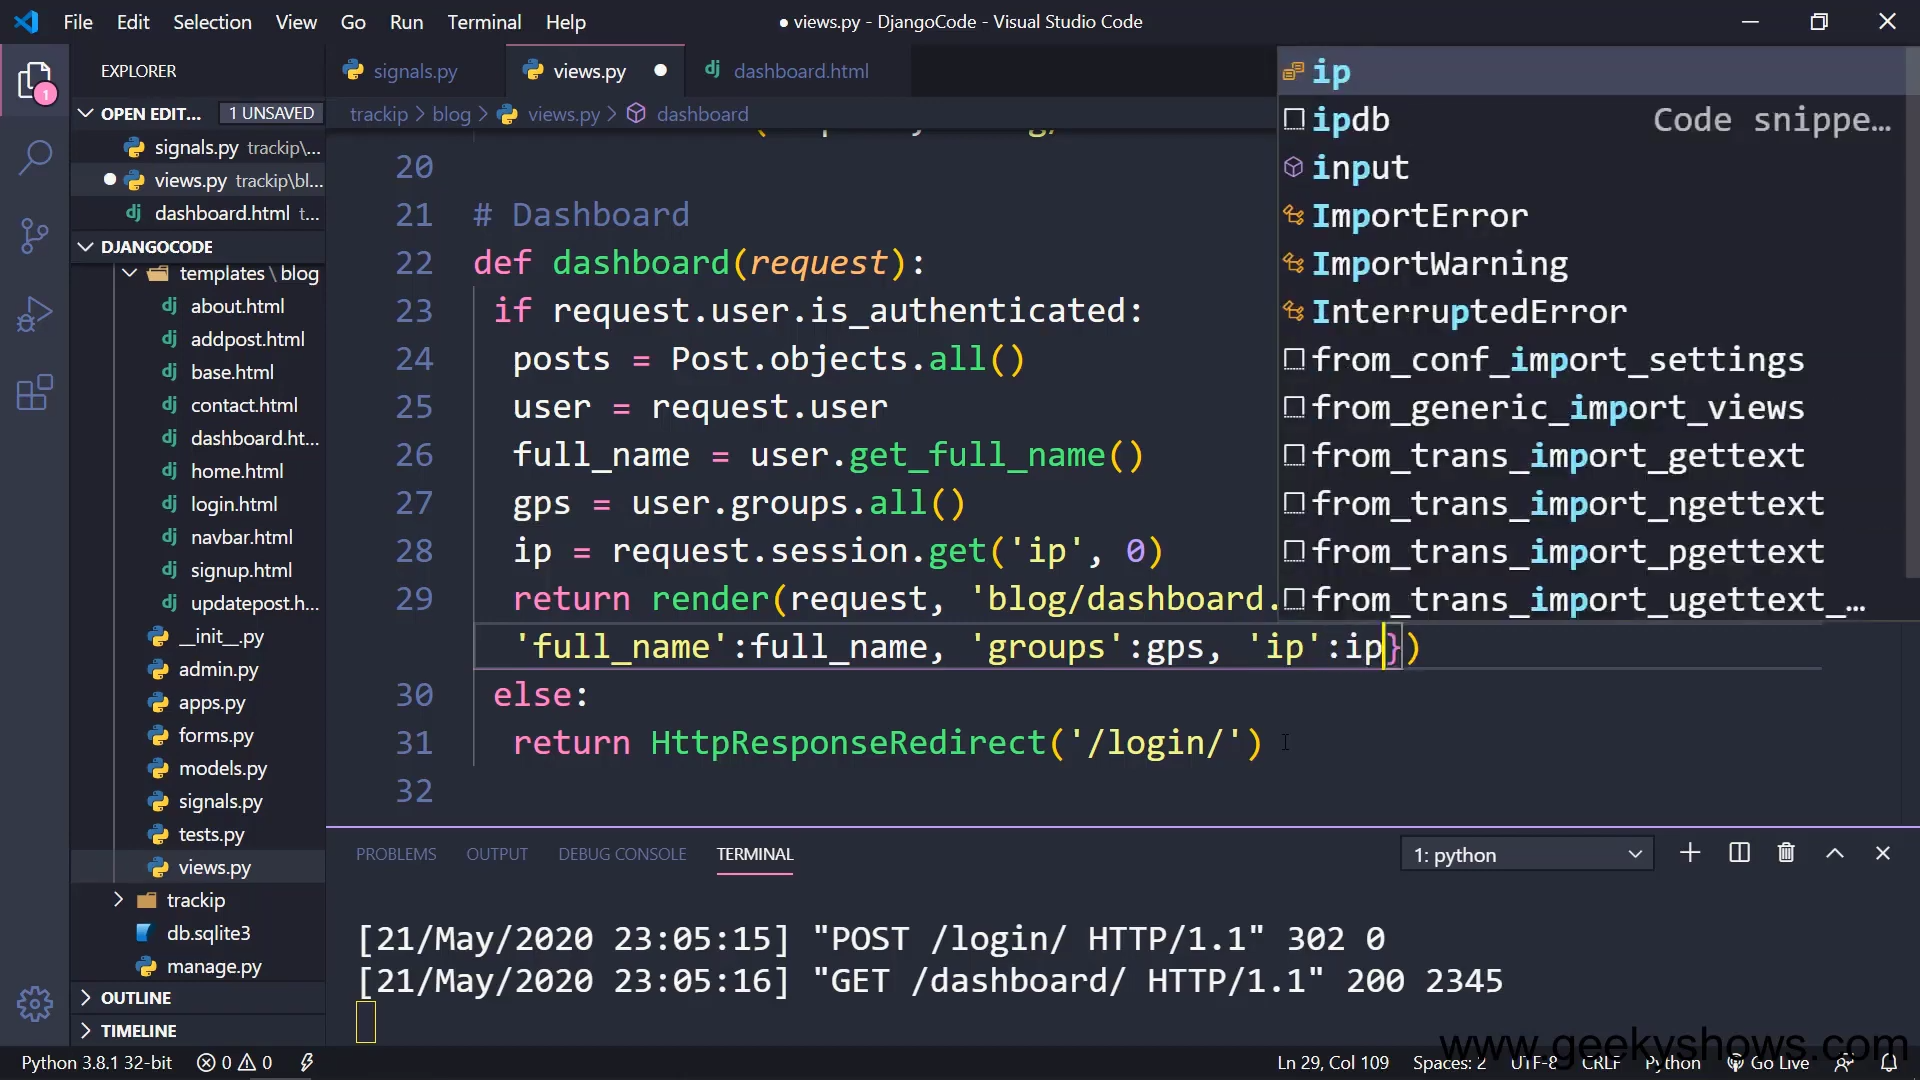 File Edit Selection View Go Run Terminal Help
● views.py - DjangoCode - Visual Studio Code
EXPLORER
OPEN EDIT... 1 UNSAVED
signals.py trackip\...
views.py trackip\bl...
dashboard.html t...
DJANGOCODE
templates \ blog
about.html
addpost.html
base.html
contact.html
dashboard.ht...
home.html
login.html
navbar.html
signup.html
updatepost.h...
__init__.py
admin.py
apps.py
forms.py
models.py
signals.py
tests.py
views.py
trackip
db.sqlite3
manage.py
OUTLINE
TIMELINE
signals.py views.py dashboard.html
trackip > blog > views.py > dashboard
20
21 # Dashboard
22 def dashboard(request):
23 if request.user.is_authenticated:
24 posts = Post.objects.all()
25 user = request.user
26 full_name = user.get_full_name()
27 gps = user.groups.all()
28 ip = request.session.get('ip', 0)
29 return render(request, 'blog/dashboard.
'full_name':full_name, 'groups':gps, 'ip':ip})
30 else:
31 return HttpResponseRedirect('/login/')
32
ip
ipdb Code snippe...
input
ImportError
ImportWarning
InterruptedError
from_conf_import_settings
from_generic_import_views
from_trans_import_gettext
from_trans_import_ngettext
from_trans_import_pgettext
from_trans_import_ugettext_...
PROBLEMS OUTPUT DEBUG CONSOLE TERMINAL
1: python
[21/May/2020 23:05:15] "POST /login/ HTTP/1.1" 302 0
[21/May/2020 23:05:16] "GET /dashboard/ HTTP/1.1" 200 2345
www.geekyshows.com
Python 3.8.1 32-bit 0 0
Ln 29, Col 109 Spaces: 2 UTF-8 CRLF Python Go Live
1